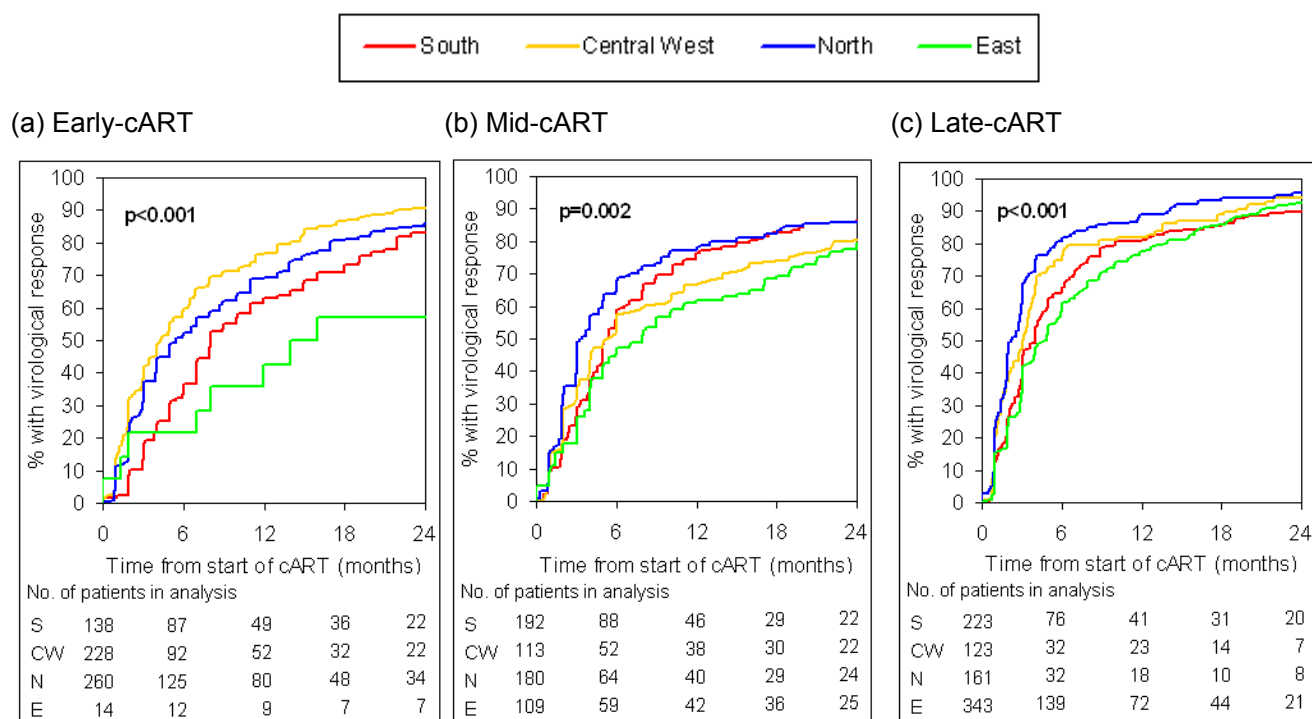 South Central West North East
(a) Early-cART
100
90
80
70
60
50
40
30
20
10
0
% with virological response
p<0.001
0 6 12 18 24
Time from start of cART (months)
No. of patients in analysis
S 138 87 49 36 22
CW 228 92 52 32 22
N 260 125 80 48 34
E 14 12 9 7 7
(b) Mid-cART
100
90
80
70
60
50
40
30
20
10
0
% with virological response
p=0.002
0 6 12 18 24
Time from start of cART (months)
No. of patients in analysis
S 192 88 46 29 22
CW 113 52 38 30 22
N 180 64 40 29 24
E 109 59 42 36 25
(c) Late-cART
100
90
80
70
60
50
40
30
20
10
0
% with virological response
p<0.001
0 6 12 18 24
Time from start of cART (months)
No. of patients in analysis
S 223 76 41 31 20
CW 123 32 23 14 7
N 161 32 18 10 8
E 343 139 72 44 21